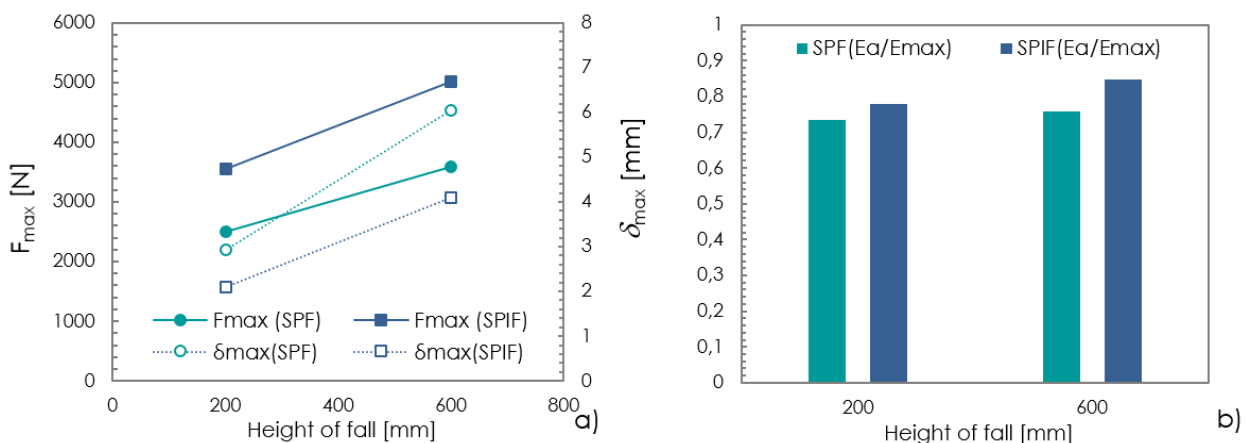 6000
5000
4000
3000
2000
1000
0
F_max [N]
8
7
6
5
4
3
2
1
0
δ_max [mm]
Fmax (SPF)
Fmax (SPIF)
δmax(SPF)
δmax(SPIF)
0
200
400
600
800
Height of fall [mm]
a)
1
0,9
0,8
0,7
0,6
0,5
0,4
0,3
0,2
0,1
0
SPF(Ea/Emax)
SPIF(Ea/Emax)
200
600
Height of fall [mm]
b)